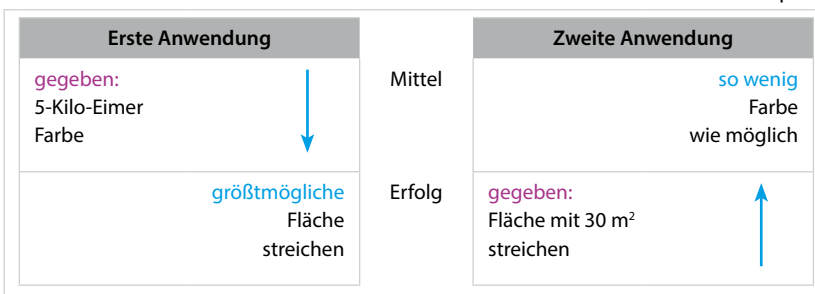 Erste Anwendung
Zweite Anwendung
gegeben:
5-Kilo-Eimer
Farbe
Mittel
so wenig
Farbe
wie möglich
größtmögliche
Fläche
streichen
Erfolg
gegeben:
Fläche mit 30 m²
streichen